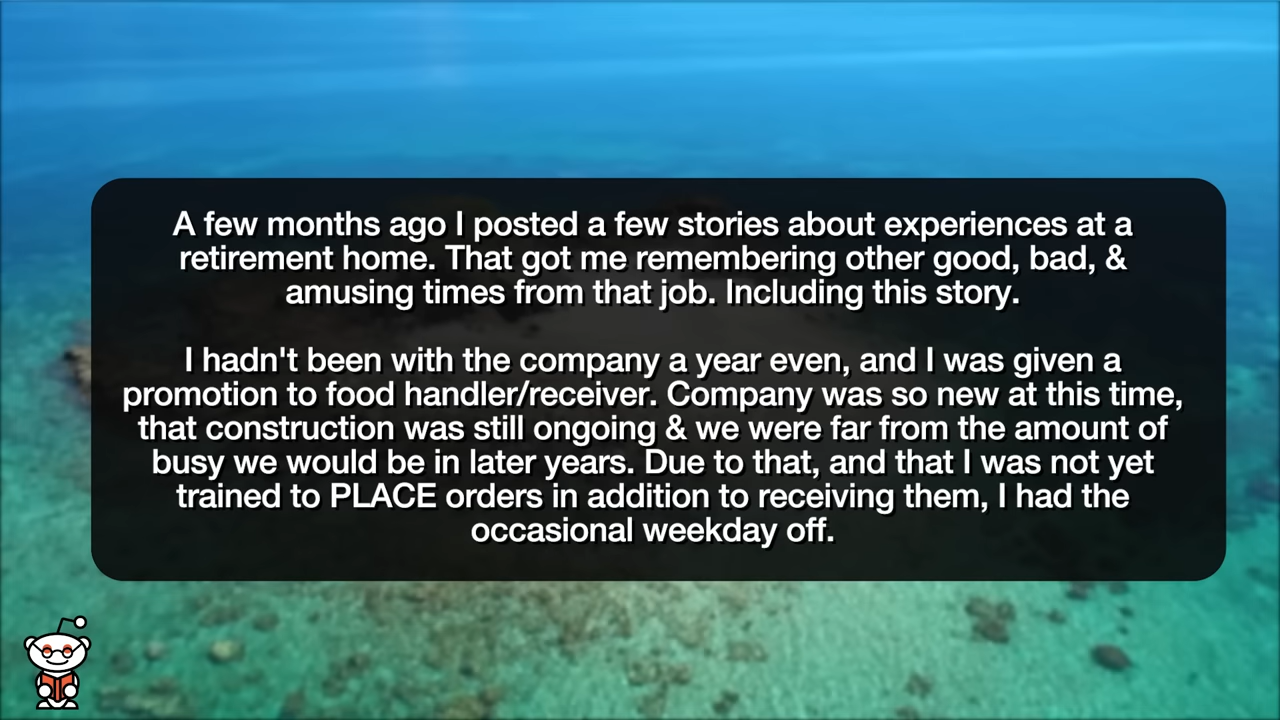 A few months ago I posted a few stories about experiences at a
retirement home. That got me remembering other good, bad, &
amusing times from that job. Including this story.
I hadn't been with the company a year even, and I was given a
promotion to food handler/receiver. Company was so new at this time,
that construction was still ongoing & we were far from the amount of
busy we would be in later years. Due to that, and that I was not yet
trained to PLACE orders in addition to receiving them, I had the
occasional weekday off.